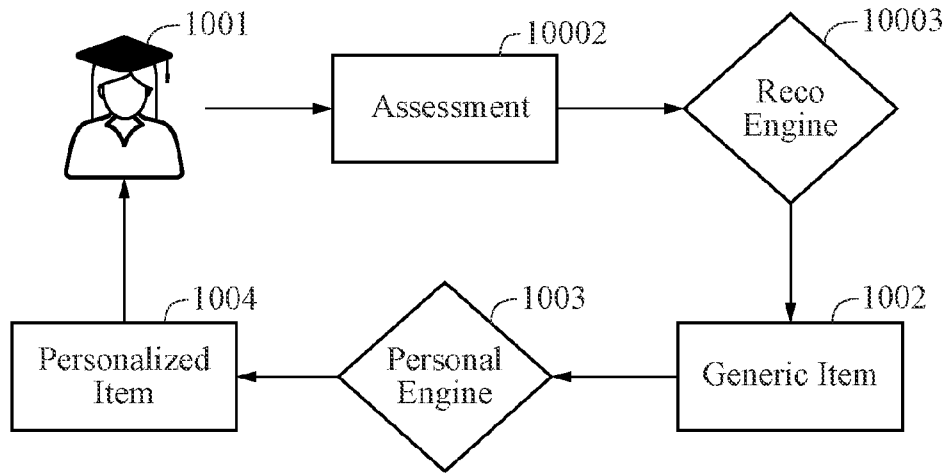 1001
10002
Assessment
10003
Reco
Engine
1004
Personalized
Item
1003
Personal
Engine
1002
Generic Item